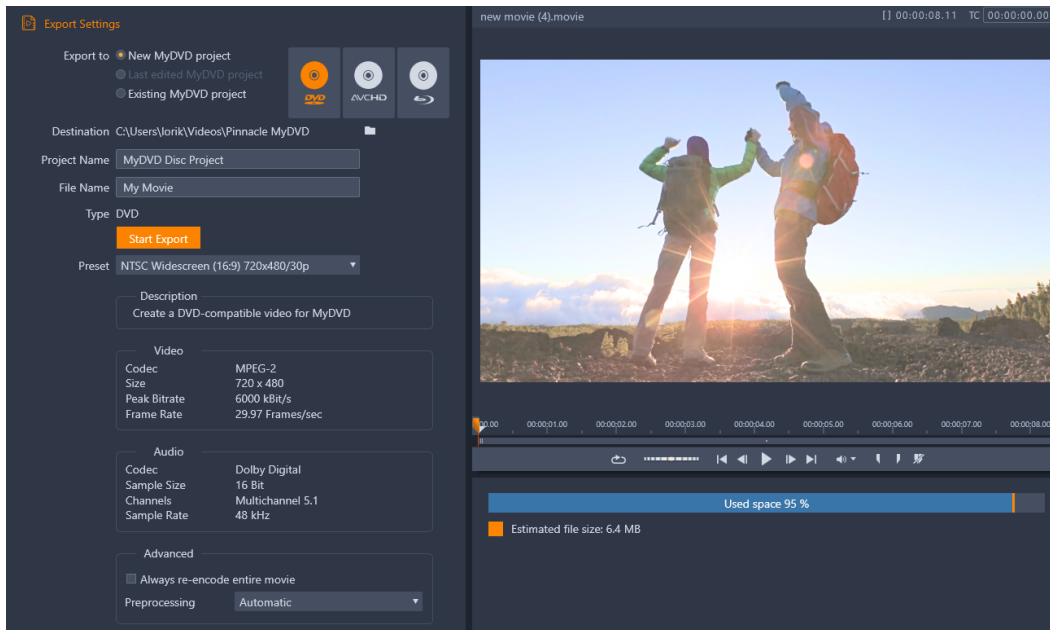 Export Settings
Export to
New MyDVD project
Last edited MyDVD project
Existing MyDVD project
DVD
DVD
AVCHD
Destination C:\Users\lorik\Videos\Pinnacle MyDVD
Project Name MyDVD Disc Project
File Name My Movie
Type DVD
Start Export
Preset NTSC Widescreen (16:9) 720x480/30p
Description
Create a DVD-compatible video for MyDVD
Video
Codec MPEG-2
Size 720 x 480
Peak Bitrate 6000 kBit/s
Frame Rate 29.97 Frames/sec
Audio
Codec Dolby Digital
Sample Size 16 Bit
Channels Multichannel 5.1
Sample Rate 48 kHz
Advanced
Always re-encode entire movie
Preprocessing Automatic
new movie (4).movie [] 00:00:08.11 TC 00:00:00.00
00.00 00:00:01.00 00:00:02.00 00:00:03.00 00:00:04.00 00:00:05.00 00:00:06.00 00:00:07.00 00:00:08.00
Used space 95 %
Estimated file size: 6.4 MB